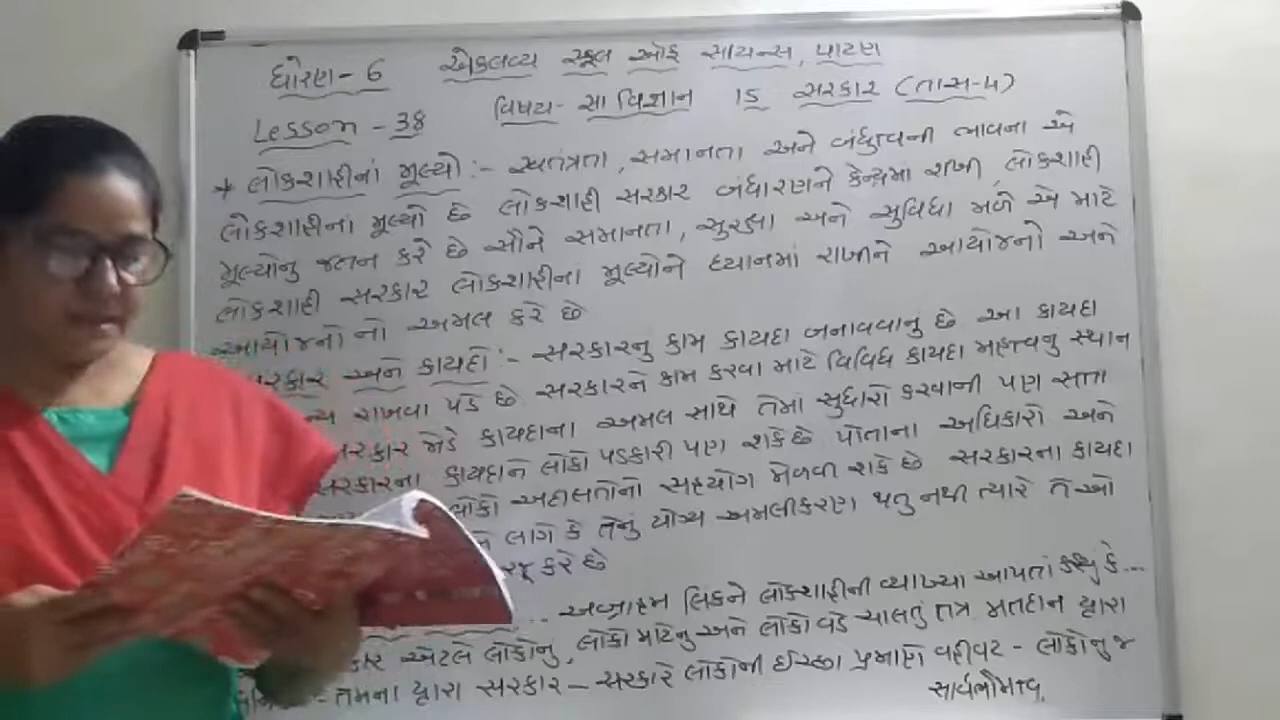 ધોરણ - 6 એકલવ્ય સ્કૂલ ઓફ સાયન્સ, પાટણ
Lesson - 38 વિષય - સા વિજ્ઞાન 15 સરકાર (તાસ-4)
* લોકશાહીનાં મૂલ્યો :- સ્વતંત્રતા, સમાનતા અને બંધુત્વની ભાવના એ
લોકશાહીનાં મૂલ્યો છે લોકશાહી સરકાર બંધારણને કેન્દ્રમાં રાખી, લોકશાહી
મૂલ્યોનુ જતન કરે છે સૌને સમાનતા, સુરક્ષા અને સુવિધા મળે એ માટે
લોકશાહી સરકાર લોકશાહીનાં મૂલ્યોને ધ્યાનમાં રાખીને આયોજનો અને
આયોજનો નો અમલ કરે છે
સરકાર અને કાયદો :- સરકારનુ કામ કાયદા બનાવવાનુ છે આ કાયદા
રાખવા પડે છે સરકારને કામ કરવા માટે વિવિધ કાયદા મહત્વનુ સ્થાન
સરકાર જોડે કાયદાના અમલ સાથે તેમાં સુધારો કરવાની પણ સત્તા
સરકારના કાયદાને લોકો પડકારી પણ શકે છે પોતાના અધિકારો અને
લોકો અદાલતોનો સહયોગ મેળવી શકે છે સરકારના કાયદા
લાગે કે તેનું યોગ્ય અમલીકરણ થતુ નથી ત્યારે તેઓ
રજૂ કરે છે
... અબ્રાહમ લિંકને લોકશાહીની વ્યાખ્યા આપતાં કહ્યુ કે...
એટલે લોકોનુ, લોકો માટેનુ અને લોકો વડે ચાલતું તંત્ર મતદાન દ્વારા
- તેમના દ્વારા સરકાર - સરકારે લોકોની ઈચ્છા પ્રમાણે વહીવટ - લોકોનુ જ
સાર્વભૌમત્વ.